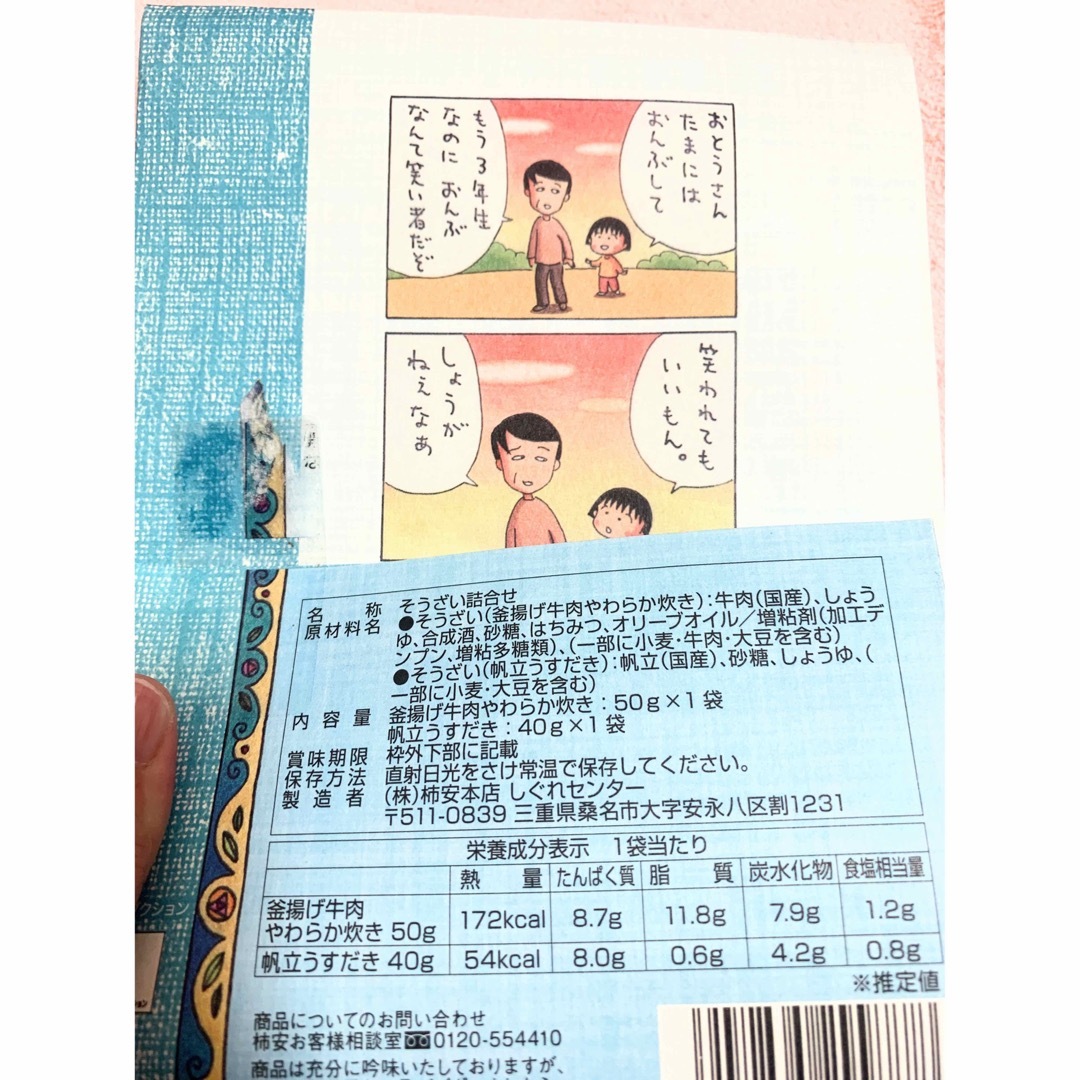 おとうさん
たまには
おんぶして
もう3年生
なのに おんぶ
なんて笑い者だぞ
笑われても
いいもん。
しょうが
ねぇなぁ
名称 そうざい詰合せ
原材料名 ●そうざい(釜揚げ牛肉やわらか炊き):牛肉(国産)、しょう
ゆ、合成酒、砂糖、はちみつ、オリーブオイル/増粘剤(加工デ
ンプン、増粘多糖類)、(一部に小麦・牛肉・大豆を含む)
●そうざい(帆立うすだき):帆立(国産)、砂糖、しょうゆ、(
一部に小麦・大豆を含む)
内容量 釜揚げ牛肉やわらか炊き:50g×1袋
帆立うすだき:40g×1袋
賞味期限 枠外下部に記載
保存方法 直射日光をさけ常温で保存してください。
製造者 (株)柿安本店 しぐれセンター
〒511-0839 三重県桑名市大字安永八区割1231
栄養成分表示 1袋当たり
熱量 たんぱく質 脂質 炭水化物 食塩相当量
釜揚げ牛肉
やわらか炊き 50g 172kcal 8.7g 11.8g 7.9g 1.2g
帆立うすだき 40g 54kcal 8.0g 0.6g 4.2g 0.8g
※推定値
クション
商品についてのお問い合わせ
柿安お客様相談室 0120-554410
商品は充分に吟味いたしておりますが、